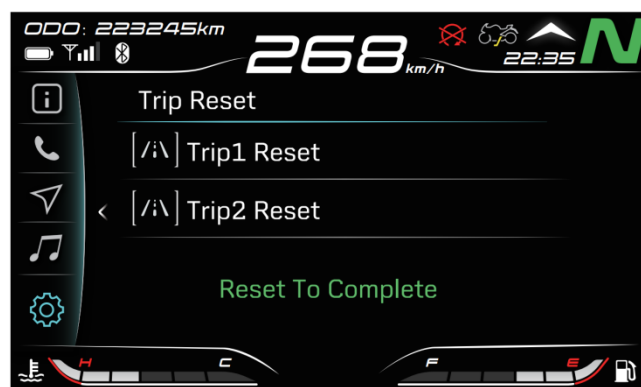 ODO: 223245km
268 km/h
22:35
N
Trip Reset
Trip1 Reset
Trip2 Reset
Reset To Complete
H C
F E